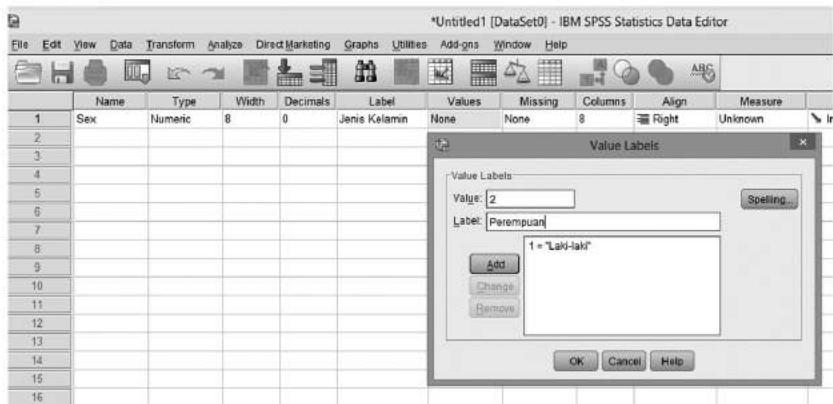 *Untitled1 [DataSet0] - IBM SPSS Statistics Data Editor
File Edit View Data Transform Analyze Direct Marketing Graphs Utilities Add-ons Window Help
ABC
Name Type Width Decimals Label Values Missing Columns Align Measure
1 Sex Numeric 8 0 Jenis Kelamin None None 8 Right Unknown
2
3
4
5
6
7
8
9
10
11
12
13
14
15
16
Value Labels
Value Labels
Value: 2
Spelling...
Label: Perempuan
1 = "Laki-laki"
Add
Change
Remove
OK Cancel Help